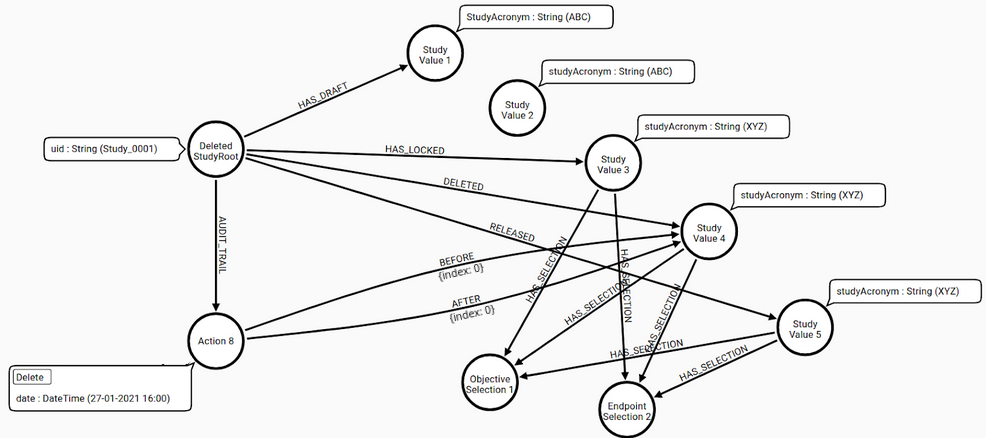 StudyAcronym : String (ABC)
Study
Value 1
studyAcronym : String (ABC)
HAS_DRAFT
Study
Value 2
studyAcronym : String (XYZ)
uid : String (Study_0001)
Deleted
StudyRoot
HAS_LOCKED
Study
Value 3
DELETED
studyAcronym : String (XYZ)
AUDIT_TRAIL
RELEASED
Study
Value 4
BEFORE
{index: 0}
HAS_SELECTION
HAS_SELECTION
AFTER
{index: 0}
HAS_SELECTION
HAS_SELECTION
studyAcronym : String (XYZ)
Action 8
Study
Value 5
HAS_SELECTION
HAS_SELECTION
Delete
date : DateTime (27-01-2021 16:00)
Objective
Selection 1
Endpoint
Selection 2